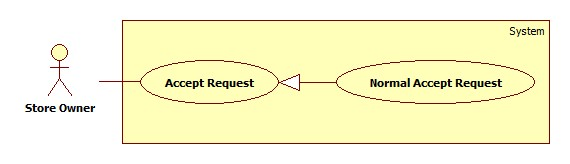 System
Accept Request
Normal Accept Request
Store Owner